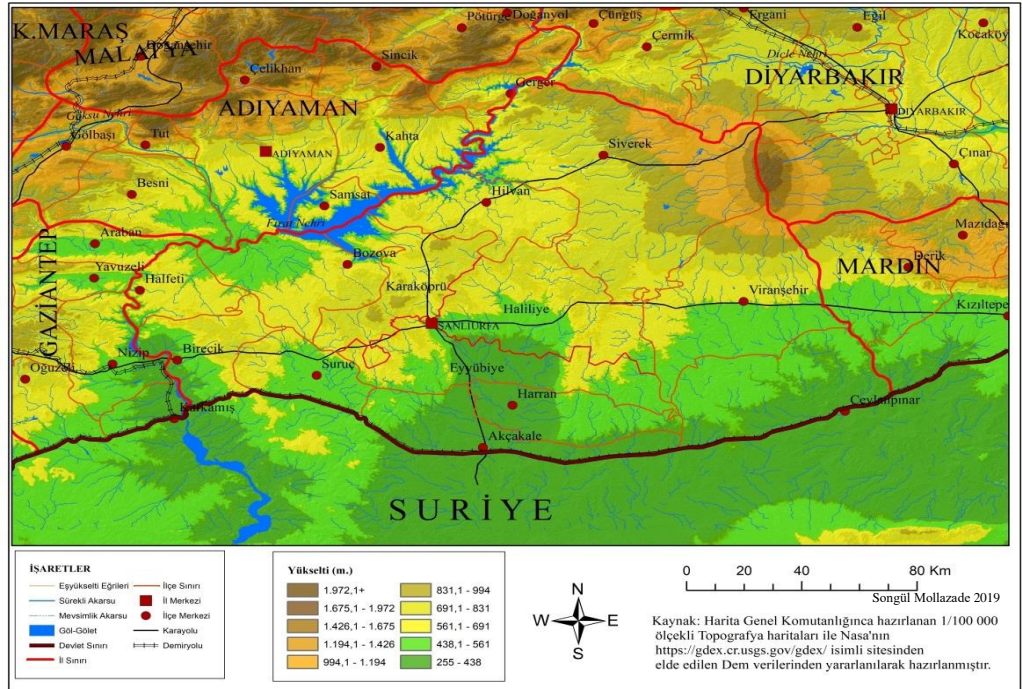 Pötürge
Doğanyol
Çüngüş
Ergani
Eğil
K.MARAŞ
MALATYA
Doğanşehir
Çermik
Dicle Nehri
Kocaköy
Çelikhan
Sincik
DİYARBAKIR
Gerger
ADIYAMAN
DİYARBAKIR
Göksu Nehri
Gölbaşı
Tut
Kahta
ADIYAMAN
Siverek
Çınar
Besni
Samsat
Hilvan
Fırat Nehri
Mazıdağı
Araban
Bozova
Derik
GAZİANTEP
Yavuzeli
Halfeti
MARDİN
Karaköprü
Viranşehir
Haliliye
Kızıltepe
ŞANLIURFA
Nizip
Birecik
Oğuzeli
Suruç
Eyyübiye
Harran
Karkamış
Ceylanpınar
Akçakale
SURİYE
İŞARETLER
Eşyükselti Eğrileri
İlçe Sınırı
Sürekli Akarsu
İl Merkezi
Mevsimlik Akarsu
İlçe Merkezi
Göl-Gölet
Karayolu
Devlet Sınırı
Demiryolu
İl Sınırı
Yükselti (m.)
1.972,1+
831,1 - 994
1.675,1 - 1.972
691,1 - 831
1.426,1 - 1.675
561,1 - 691
1.194,1 - 1.426
438,1 - 561
994,1 - 1.194
255 - 438
N
W
E
S
0 20 40 80 Km
Songül Mollazade 2019
Kaynak: Harita Genel Komutanlığınca hazırlanan 1/100 000
ölçekli Topografya haritaları ile Nasa'nın
https://gdex.cr.usgs.gov/gdex/ isimli sitesinden
elde edilen Dem verilerinden yararlanılarak hazırlanmıştır.